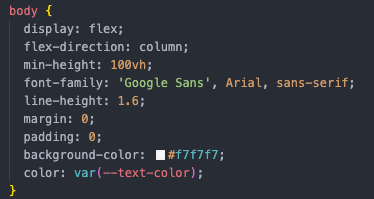 body {
  display: flex;
  flex-direction: column;
  min-height: 100vh;
  font-family: 'Google Sans', Arial, sans-serif;
  line-height: 1.6;
  margin: 0;
  padding: 0;
  background-color: #f7f7f7;
  color: var(--text-color);
}